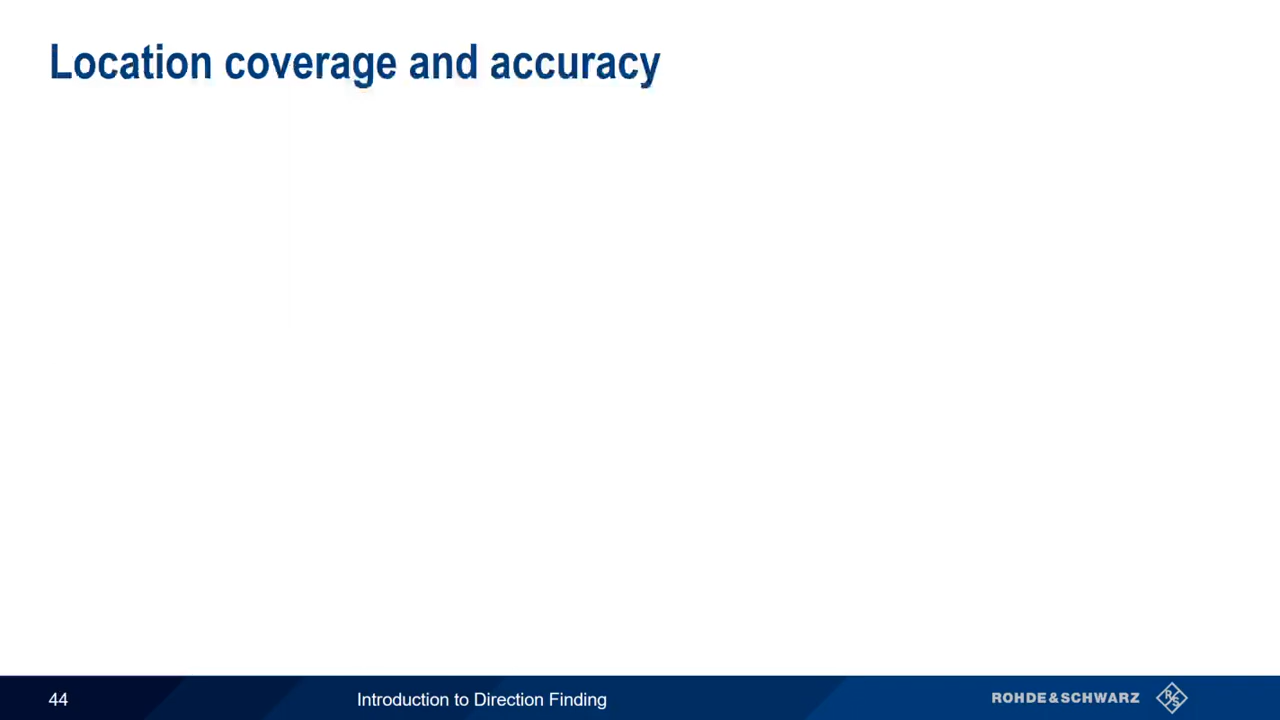 Location coverage and accuracy
44
Introduction to Direction Finding
ROHDE&SCHWARZ
R&S